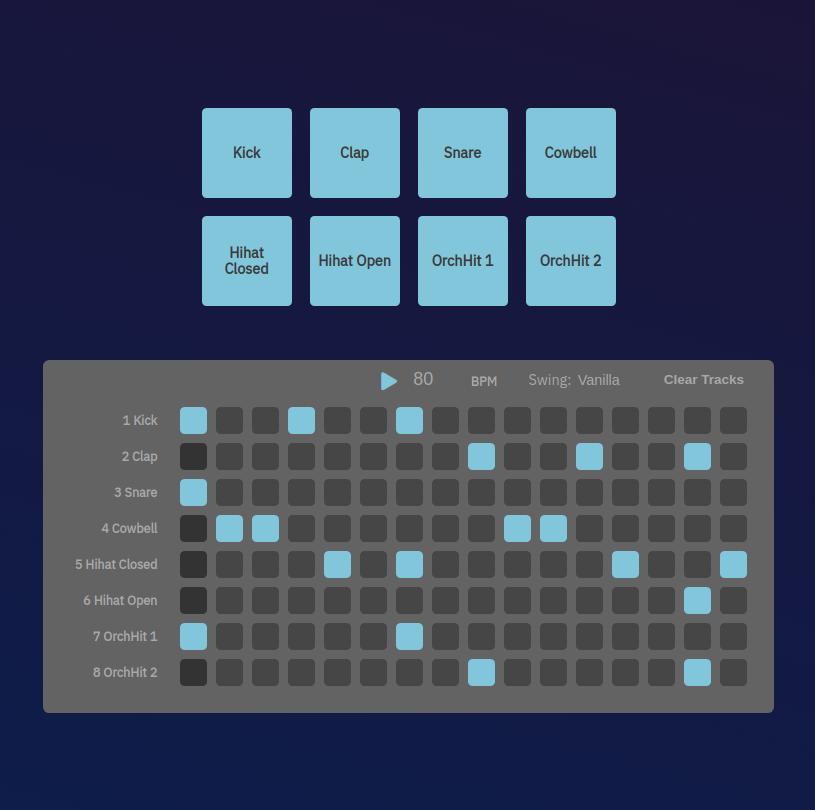 Kick
Clap
Snare
Cowbell
Hihat
Closed
Hihat Open
OrchHit 1
OrchHit 2
80
BPM
Swing: Vanilla
Clear Tracks
1 Kick
2 Clap
3 Snare
4 Cowbell
5 Hihat Closed
6 Hihat Open
7 OrchHit 1
8 OrchHit 2